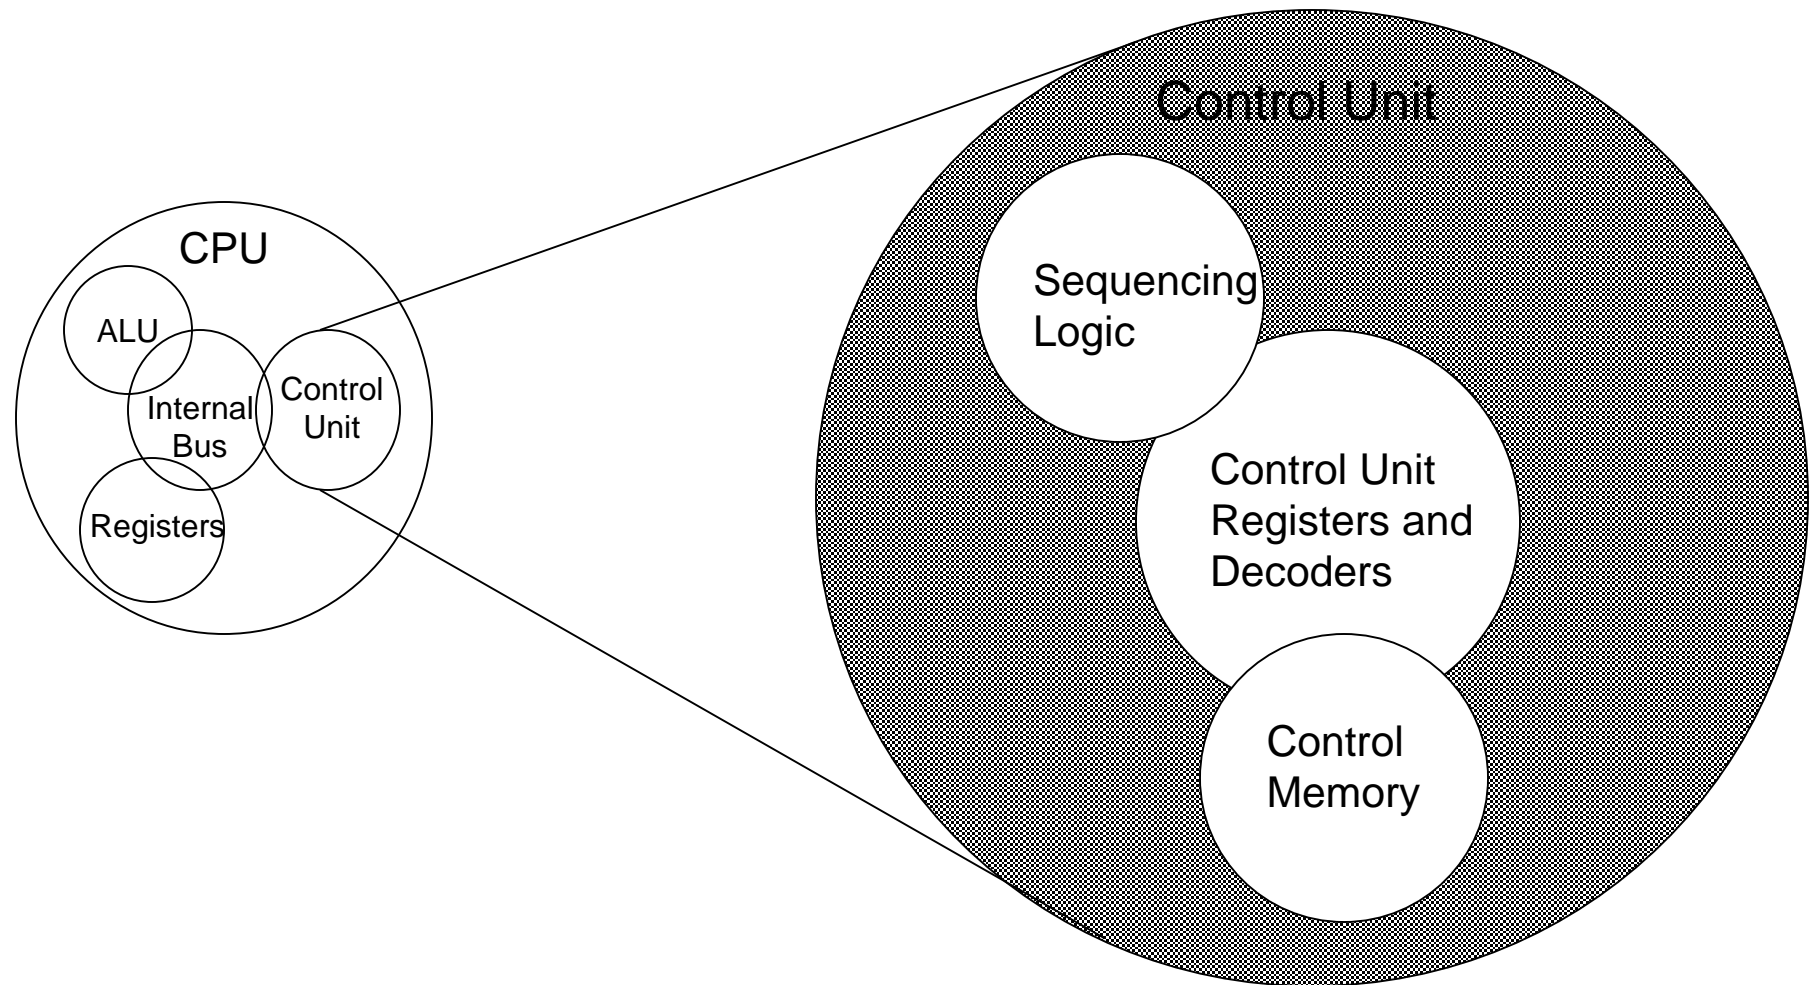 CPU
ALU
Internal
Bus
Control
Unit
Registers
Control Unit
Sequencing
Logic
Control Unit
Registers and
Decoders
Control
Memory